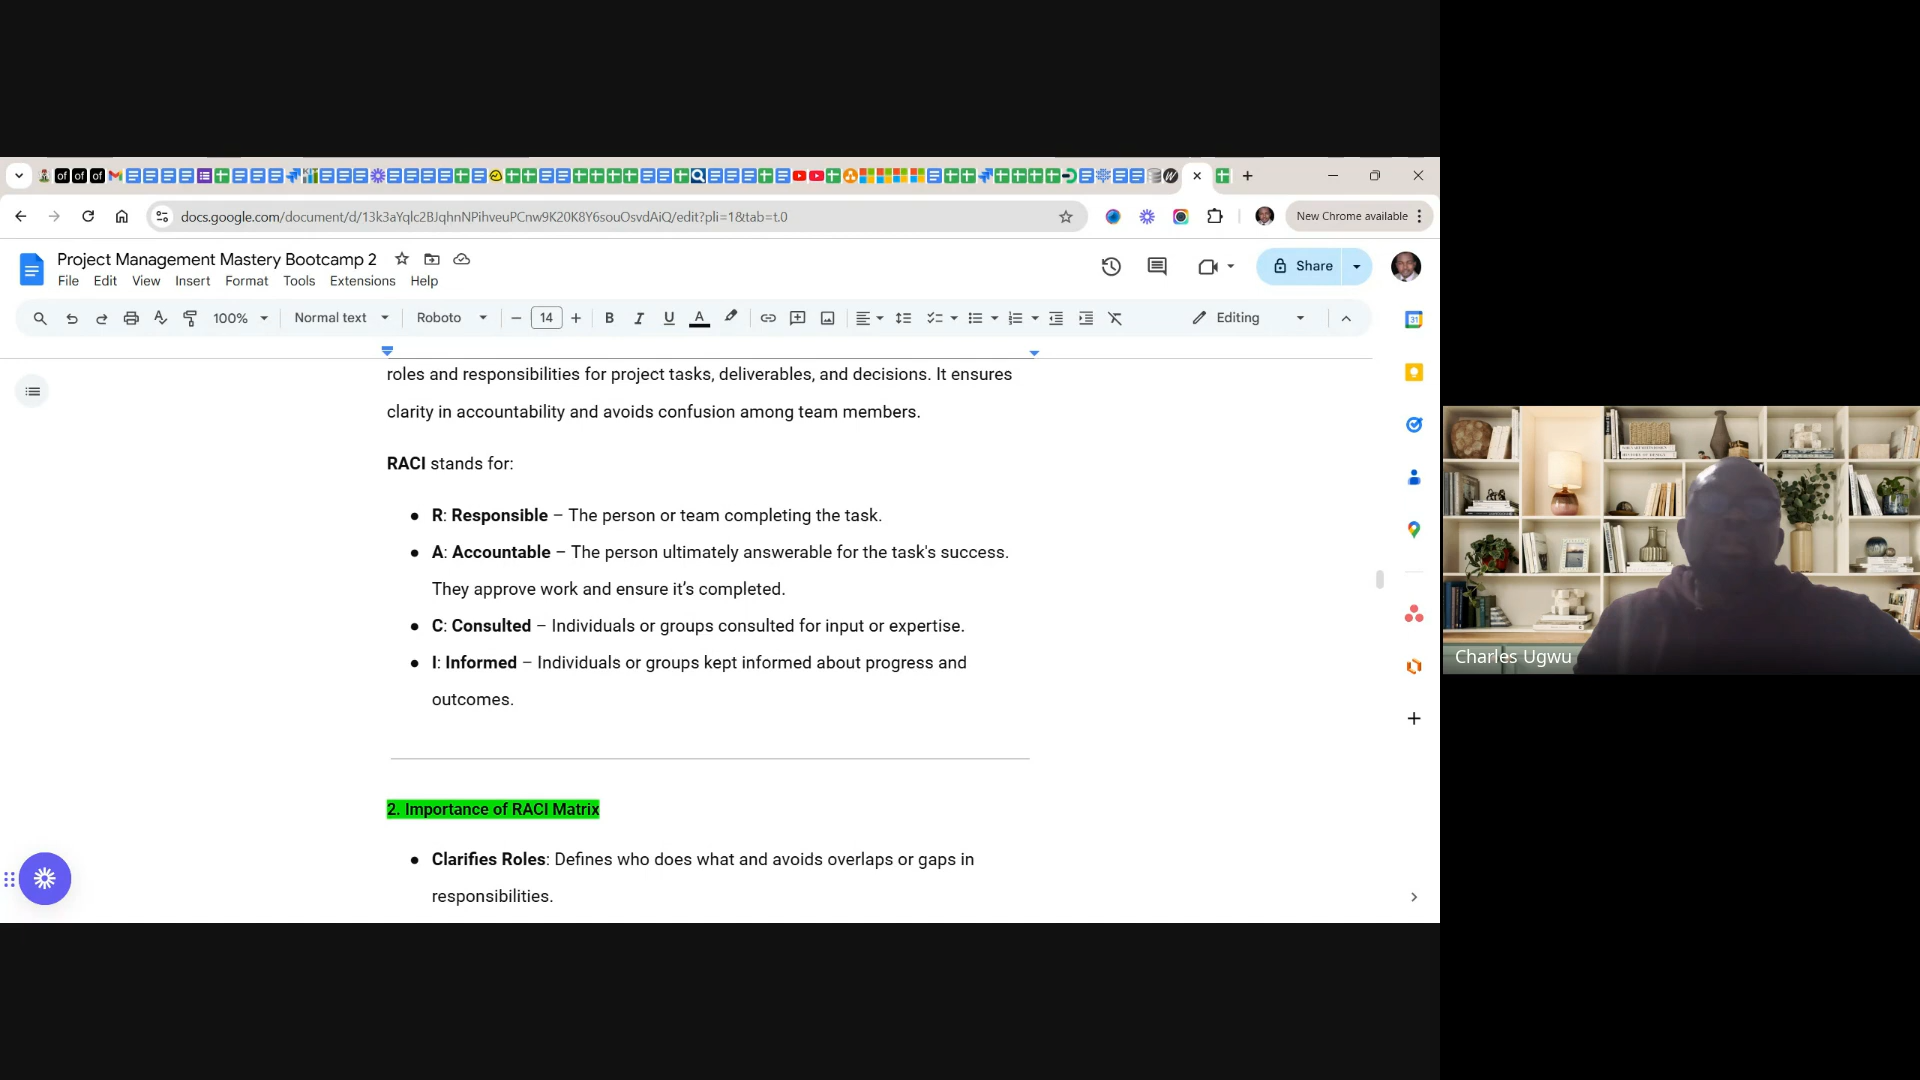 New Chrome available
docs.google.com/document/d/13k3aYqlc2BJqhnNPihveuPCnw9K20K8Y6souOsvdAiQ/edit?pli=1&tab=t.0
Project Management Mastery Bootcamp 2
Share
File Edit View Insert Format Tools Extensions Help
100% Normal text Roboto 14 Editing
roles and responsibilities for project tasks, deliverables, and decisions. It ensures
clarity in accountability and avoids confusion among team members.
RACI stands for:
● R: Responsible – The person or team completing the task.
● A: Accountable – The person ultimately answerable for the task's success.
They approve work and ensure it’s completed.
● C: Consulted – Individuals or groups consulted for input or expertise.
● I: Informed – Individuals or groups kept informed about progress and
outcomes.
2. Importance of RACI Matrix
● Clarifies Roles: Defines who does what and avoids overlaps or gaps in
responsibilities.
Charles Ugwu